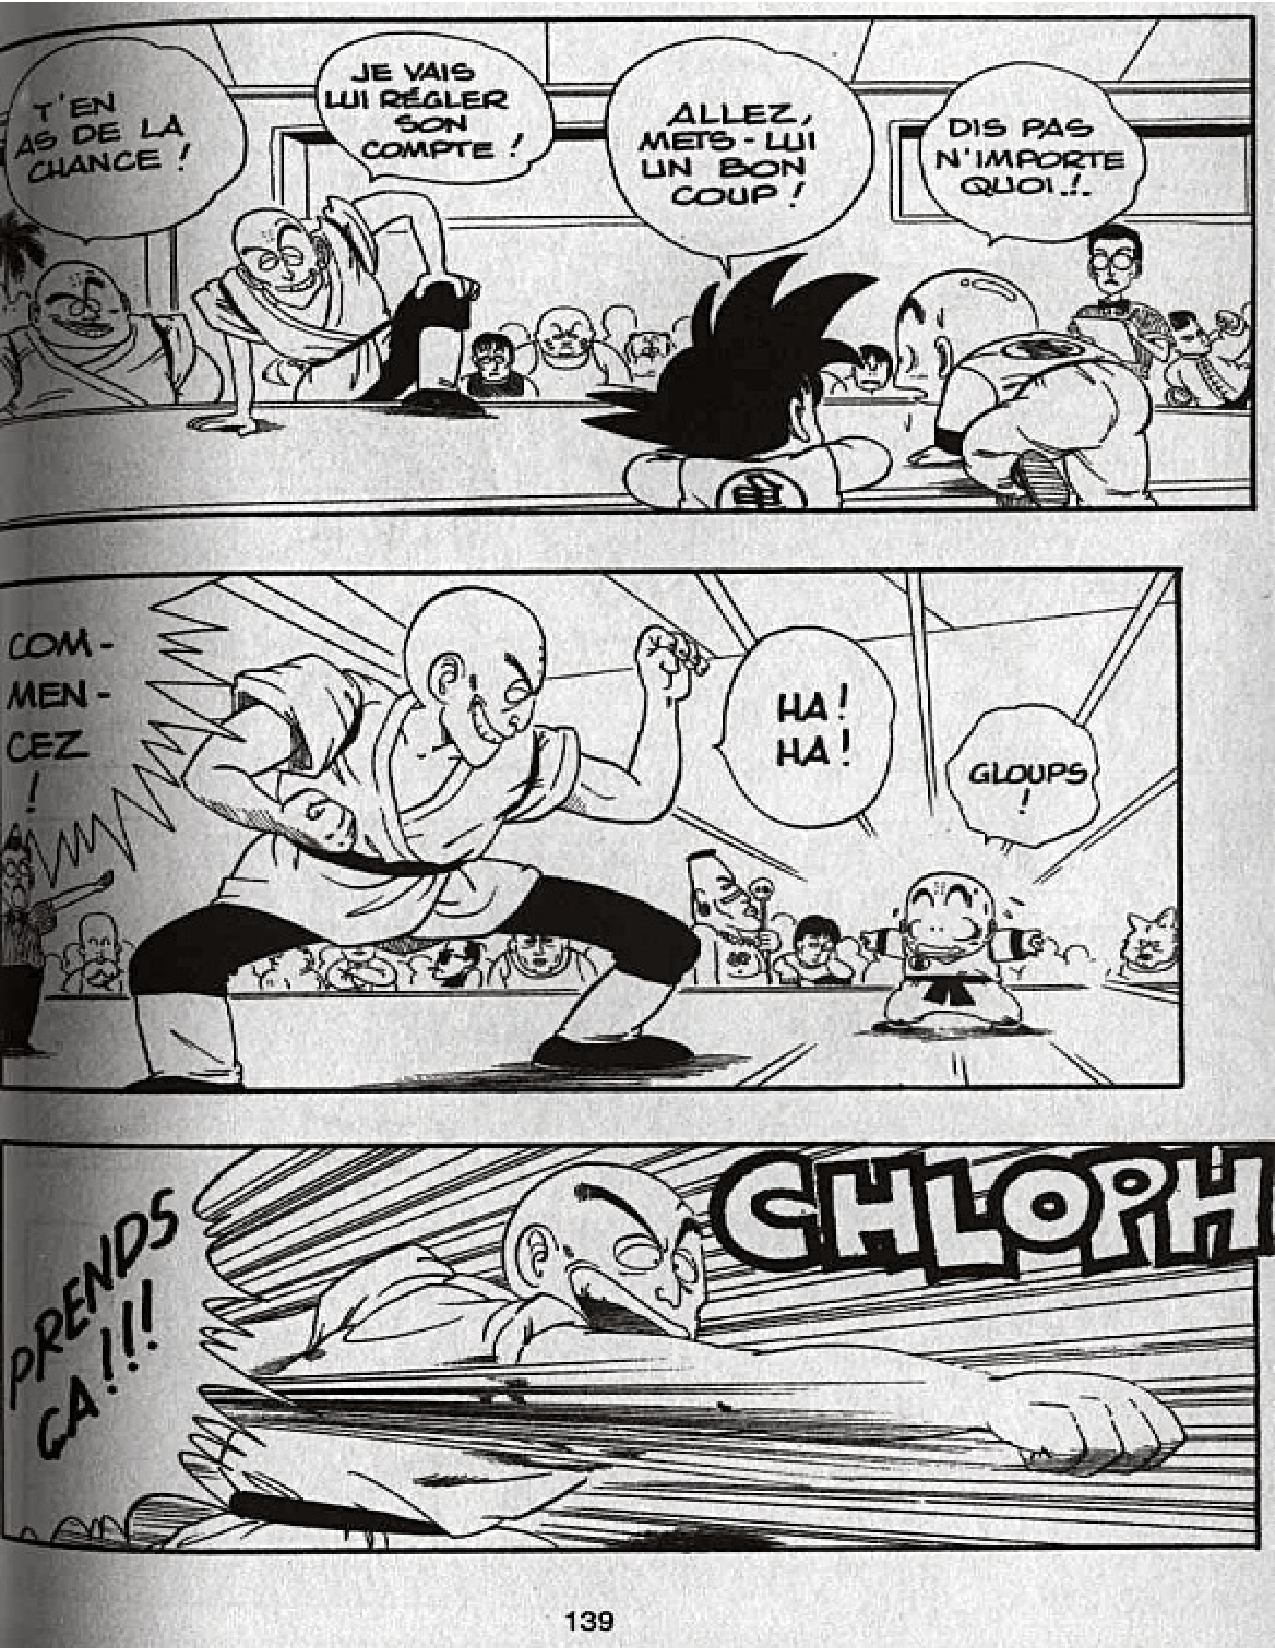 T'EN
AS DE LA
CHANCE !
JE VAIS
LUI RÉGLER
SON
COMPTE !
ALLEZ,
METS - LUI
UN BON
COUP !
DIS PAS
N'IMPORTE
QUOI..!.
COM -
MEN -
CEZ
!
HA !
HA !
GLOUPS
!
PRENDS
ÇA !!!
CHLOPH
139